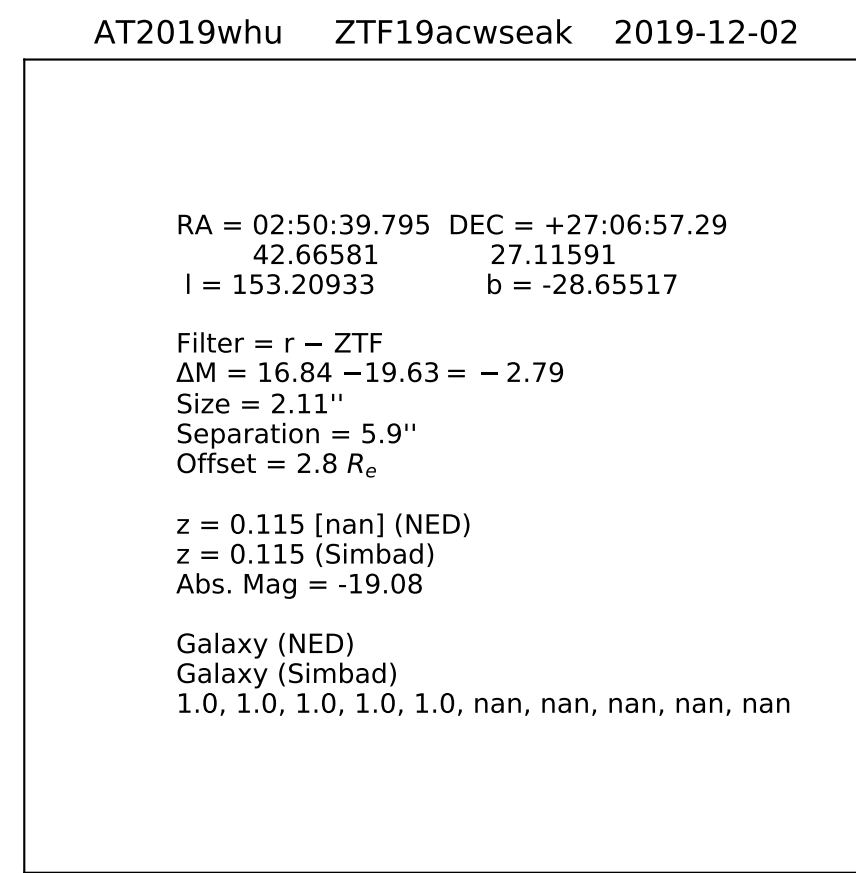 AT2019whu ZTF19acwseak 2019-12-02
RA = 02:50:39.795 DEC = +27:06:57.29
42.66581 27.11591
l = 153.20933 b = -28.65517
Filter = r − ZTF
ΔM = 16.84 −19.63 = − 2.79
Size = 2.11''
Separation = 5.9''
Offset = 2.8 Rₑ
z = 0.115 [nan] (NED)
z = 0.115 (Simbad)
Abs. Mag = -19.08
Galaxy (NED)
Galaxy (Simbad)
1.0, 1.0, 1.0, 1.0, 1.0, nan, nan, nan, nan, nan